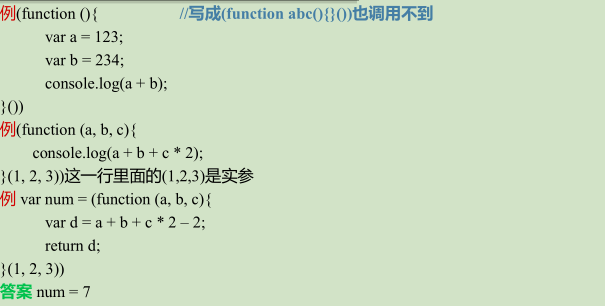 例(function (){ //写成(function abc(){}())也调用不到
var a = 123;
var b = 234;
console.log(a + b);
}())
例(function (a, b, c){
console.log(a + b + c * 2);
}(1, 2, 3))这一行里面的(1,2,3)是实参
例 var num = (function (a, b, c){
var d = a + b + c * 2 – 2;
return d;
}(1, 2, 3))
答案 num = 7